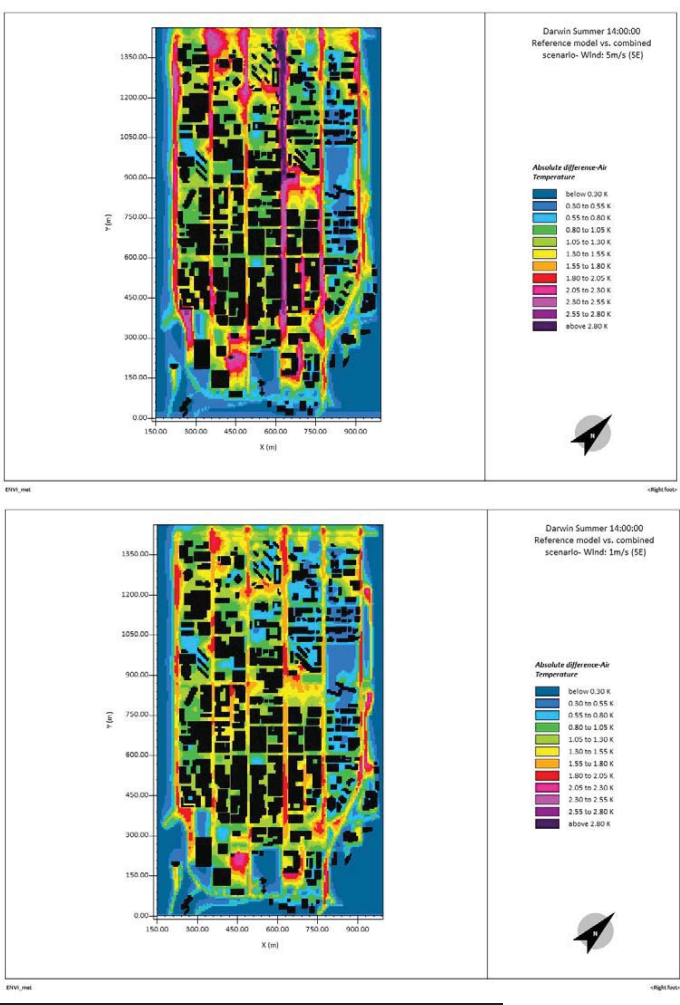 Darwin Summer 14:00:00
Reference model vs. combined
scenario- Wind: 5m/s (SE)
1350.00
1200.00
1050.00
900.00
750.00
600.00
450.00
300.00
150.00
0.00
Y (m)
150.00 300.00 450.00 600.00 750.00 900.00
X (m)
Absolute difference-Air
Temperature
below 0.30 K
0.30 to 0.55 K
0.55 to 0.80 K
0.80 to 1.05 K
1.05 to 1.30 K
1.30 to 1.55 K
1.55 to 1.80 K
1.80 to 2.05 K
2.05 to 2.30 K
2.30 to 2.55 K
2.55 to 2.80 K
above 2.80 K
N
ENVI_met <Right foot>
Darwin Summer 14:00:00
Reference model vs. combined
scenario- Wind: 1m/s (SE)
1350.00
1200.00
1050.00
900.00
750.00
600.00
450.00
300.00
150.00
0.00
Y (m)
150.00 300.00 450.00 600.00 750.00 900.00
X (m)
Absolute difference-Air
Temperature
below 0.30 K
0.30 to 0.55 K
0.55 to 0.80 K
0.80 to 1.05 K
1.05 to 1.30 K
1.30 to 1.55 K
1.55 to 1.80 K
1.80 to 2.05 K
2.05 to 2.30 K
2.30 to 2.55 K
2.55 to 2.80 K
above 2.80 K
N
ENVI_met <Right foot>